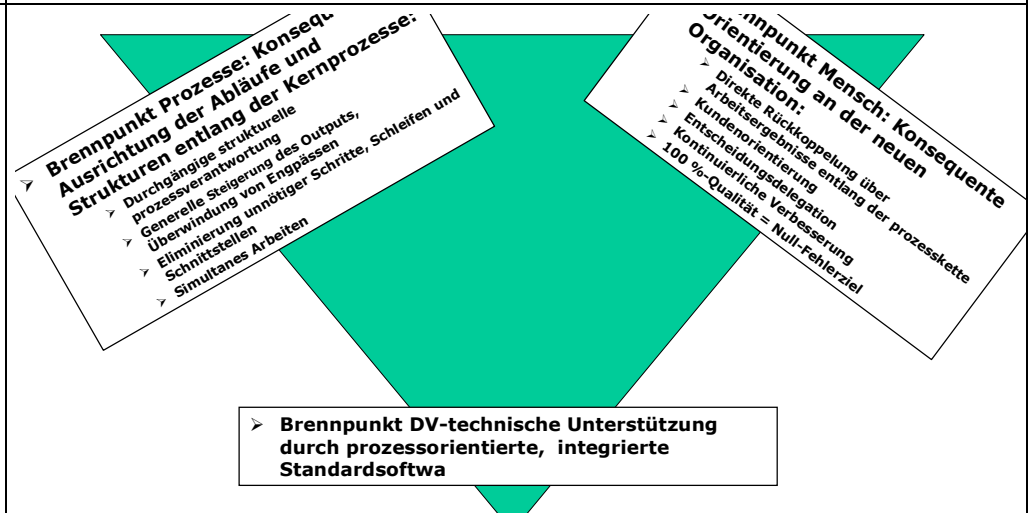 Brennpunkt Prozesse: Konsequ
Ausrichtung der Abläufe und
Strukturen entlang der Kernprozesse:
Durchgängige strukturelle
prozessverantwortung
Generelle Steigerung des Outputs,
Überwindung von Engpässen
Eliminierung unnötiger Schritte, Schleifen und
Schnittstellen
Simultanes Arbeiten
nnpunkt Mensch: Konsequente
Orientierung an der neuen
Organisation:
Direkte Rückkoppelung über
Arbeitsergebnisse entlang der prozesskette
Kundenorientierung
Entscheidungsdelegation
Kontinuierliche Verbesserung
100 %-Qualität = Null-Fehlerziel
Brennpunkt DV-technische Unterstützung
durch prozessorientierte, integrierte
Standardsoftwa